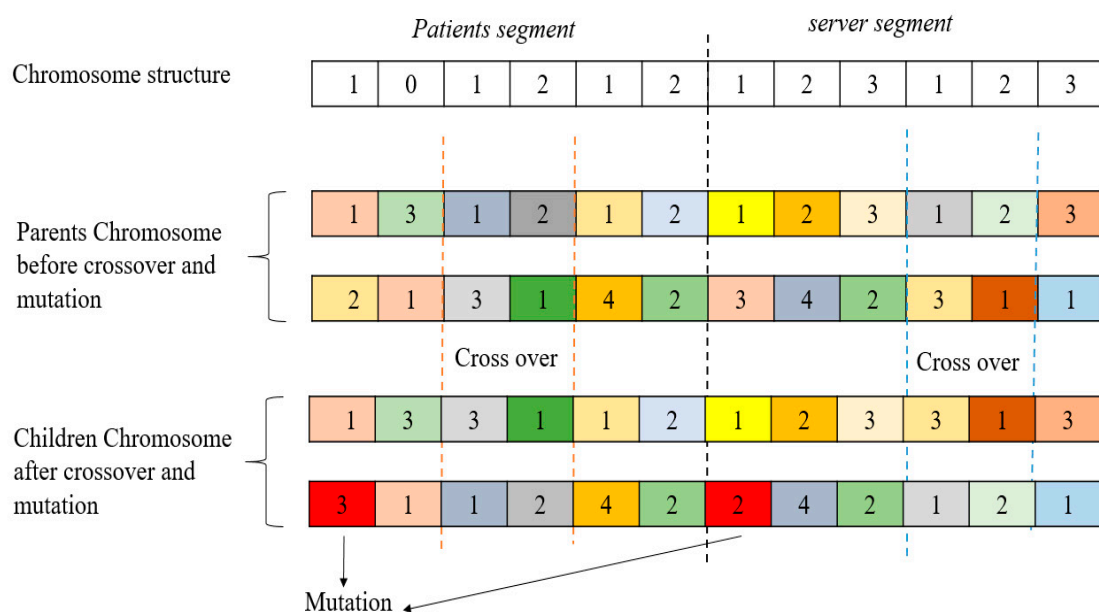 Patients segment
server segment
Chromosome structure
1 0 1 2 1 2 1 2 3 1 2 3
Parents Chromosome
before crossover and
mutation
1 3 1 2 1 2 1 2 3 1 2 3
2 1 3 1 4 2 3 4 2 3 1 1
Cross over
Cross over
Children Chromosome
after crossover and
mutation
1 3 3 1 1 2 1 2 3 3 1 3
3 1 1 2 4 2 2 4 2 1 2 1
Mutation